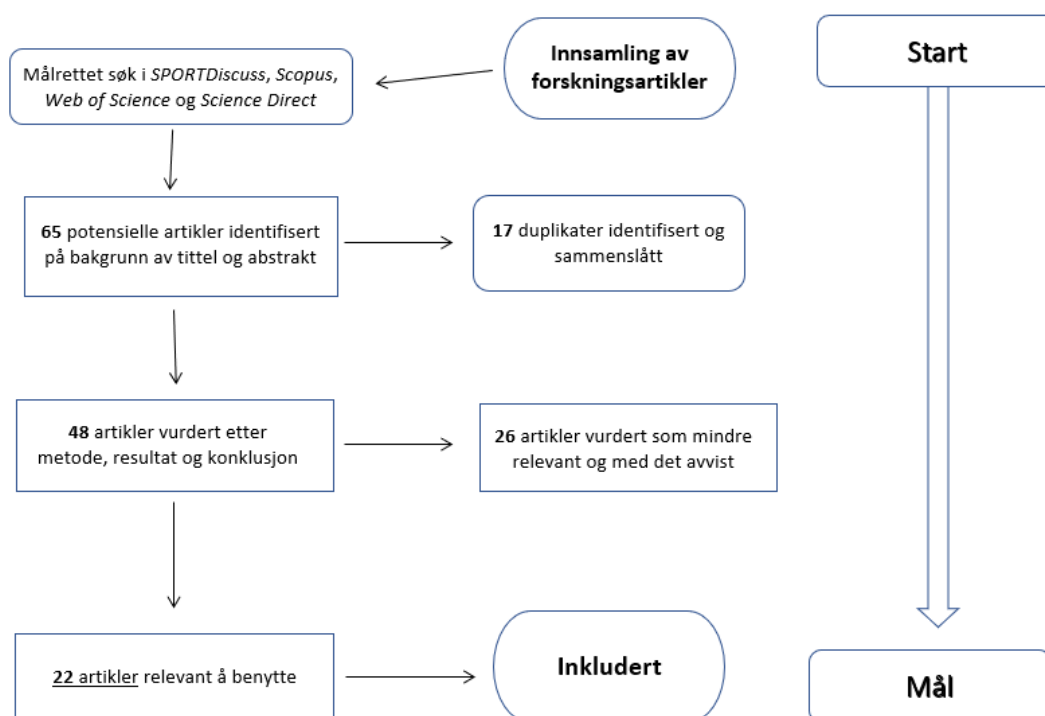 Innsamling av
forskningsartikler
Start
Målrettet søk i SPORTDiscuss, Scopus,
Web of Science og Science Direct
65 potensielle artikler identifisert
på bakgrunn av tittel og abstrakt
17 duplikater identifisert og
sammenslått
48 artikler vurdert etter
metode, resultat og konklusjon
26 artikler vurdert som mindre
relevant og med det avvist
22 artikler relevant å benytte
Inkludert
Mål